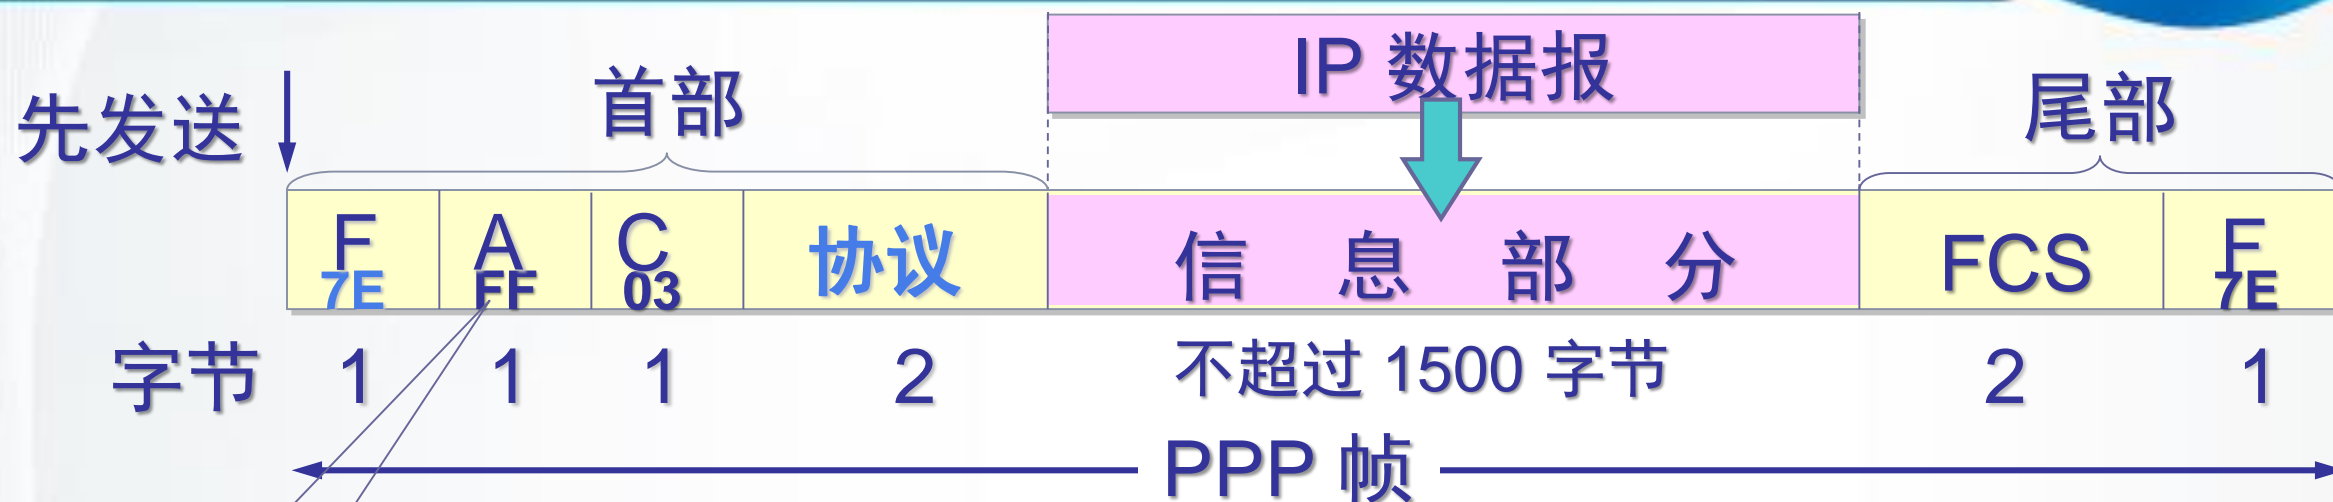 IP 数据报
先发送
首部
尾部
F
7E
A
FF
C
03
协议
信 息 部 分
FCS
F
7E
字节 1 1 1 2 不超过 1500 字节 2 1
PPP 帧